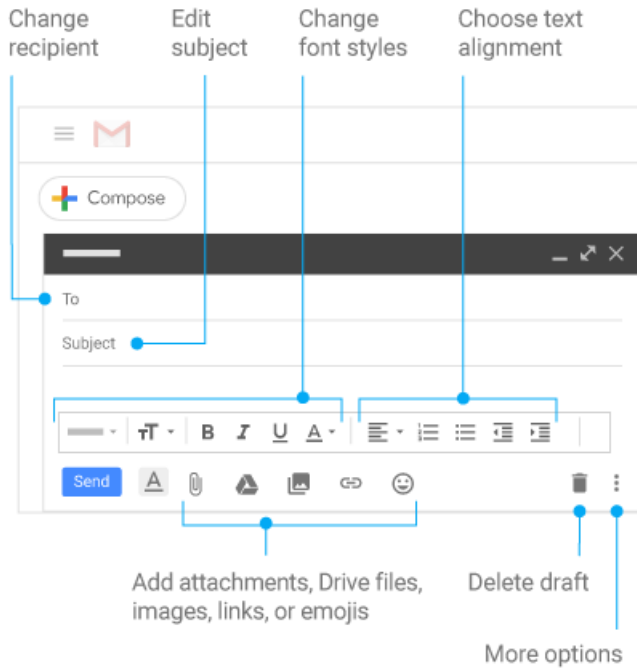 Change
recipient
Edit
subject
Change
font styles
Choose text
alignment
Compose
To
Subject
B I U A
Send A
Add attachments, Drive files,
images, links, or emojis
Delete draft
More options